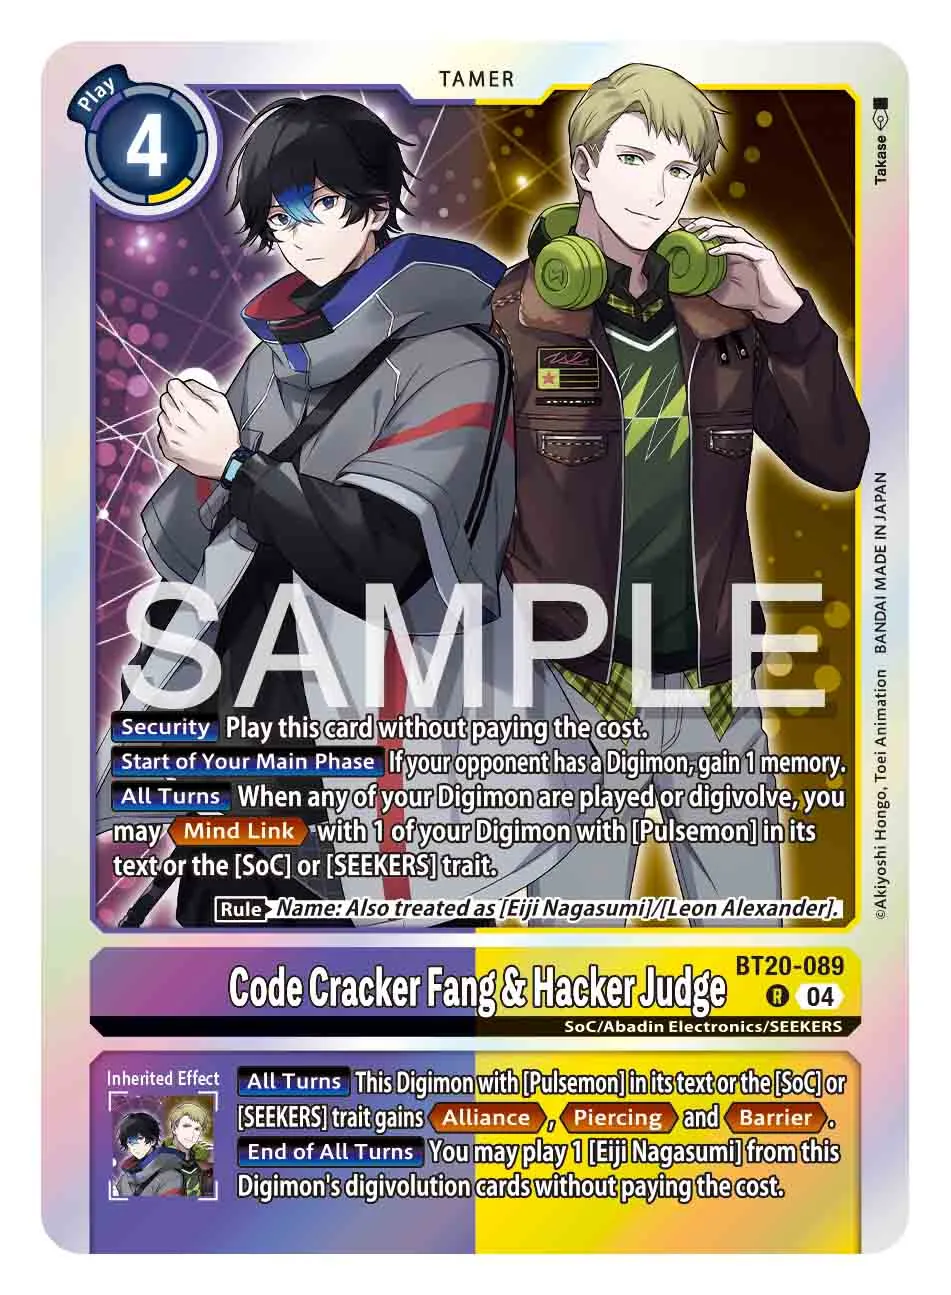 TAMER
Play
4
Takase
SAMPLE
Security Play this card without paying the cost.
Start of Your Main Phase If your opponent has a Digimon, gain 1 memory.
All Turns When any of your Digimon are played or digivolve, you
may Mind Link with 1 of your Digimon with [Pulsemon] in its
text or the [SoC] or [SEEKERS] trait.
Rule Name: Also treated as [Eiji Nagasumi]/[Leon Alexander].
©Akiyoshi Hongo, Toei Animation BANDAI MADE IN JAPAN
Code Cracker Fang & Hacker Judge
BT20-089
R 04
SoC/Abadin Electronics/SEEKERS
Inherited Effect
All Turns This Digimon with [Pulsemon] in its text or the [SoC] or
[SEEKERS] trait gains Alliance, Piercing and Barrier.
End of All Turns You may play 1 [Eiji Nagasumi] from this
Digimon's digivolution cards without paying the cost.